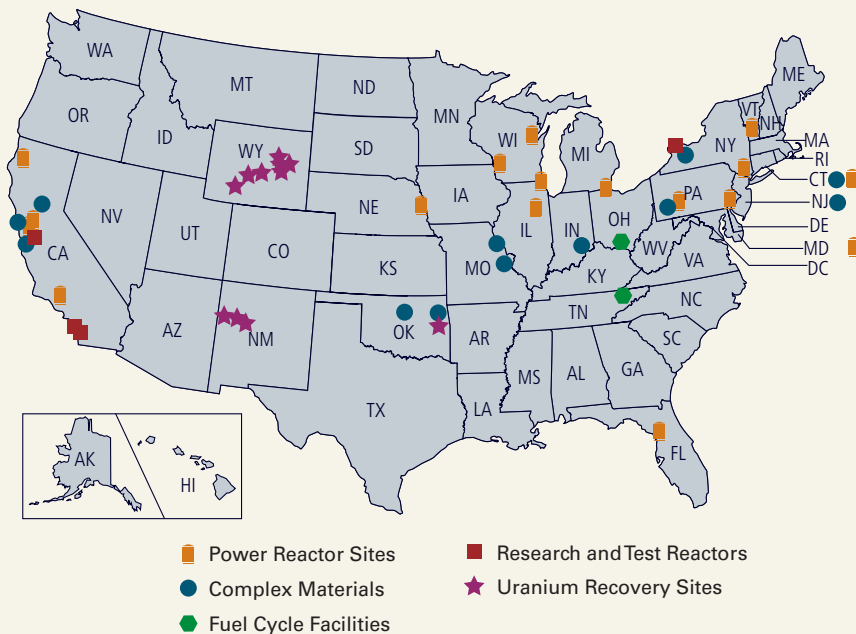 WA
MT
ND
MN
ME
OR
ID
SD
WI
MI
VT
NH
NY
MA
RI
CT
WY
NJ
NV
UT
NE
IA
IL
IN
OH
PA
DE
MD
DC
CA
CO
KS
MO
WV
VA
KY
AZ
NM
OK
AR
TN
NC
SC
TX
LA
MS
AL
GA
FL
AK
HI
Power Reactor Sites
Research and Test Reactors
Complex Materials
Uranium Recovery Sites
Fuel Cycle Facilities